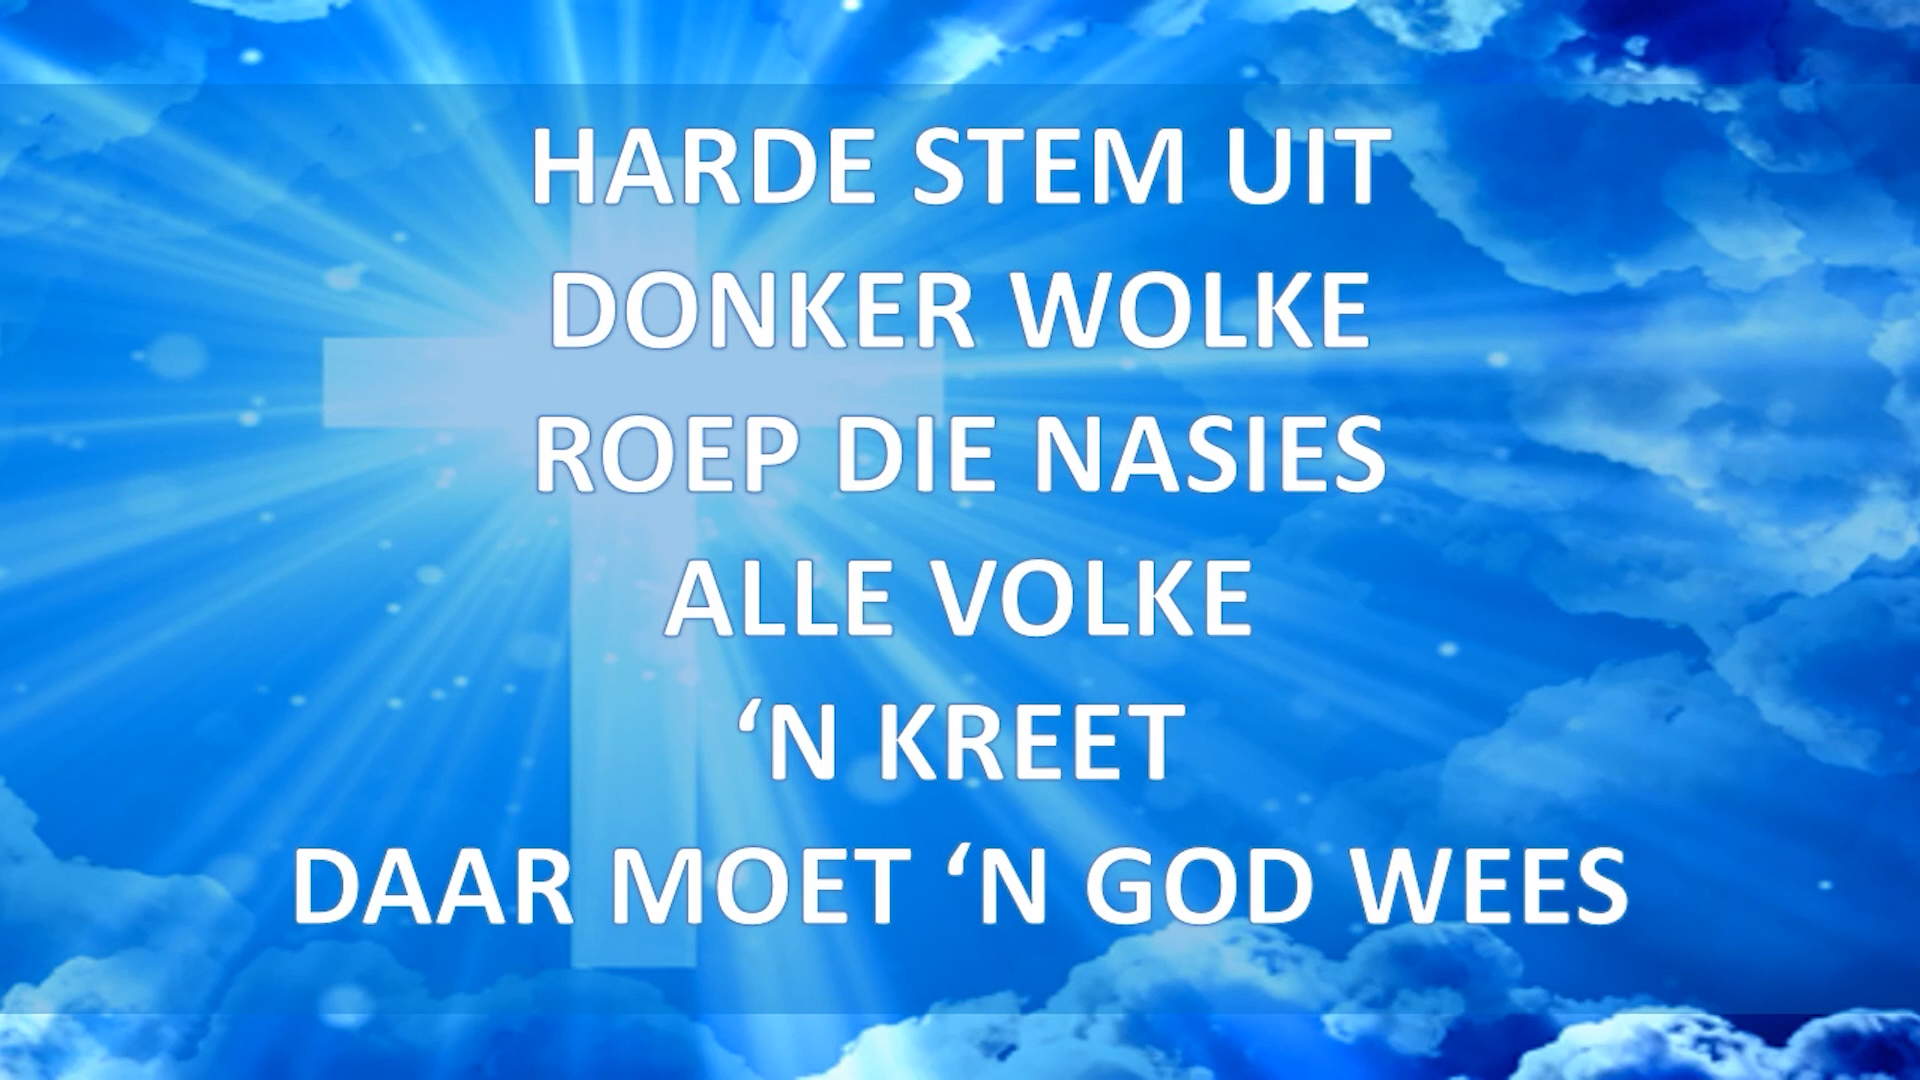 HARDE STEM UIT
DONKER WOLKE
ROEP DIE NASIES
ALLE VOLKE
‘N KREET
DAAR MOET ‘N GOD WEES